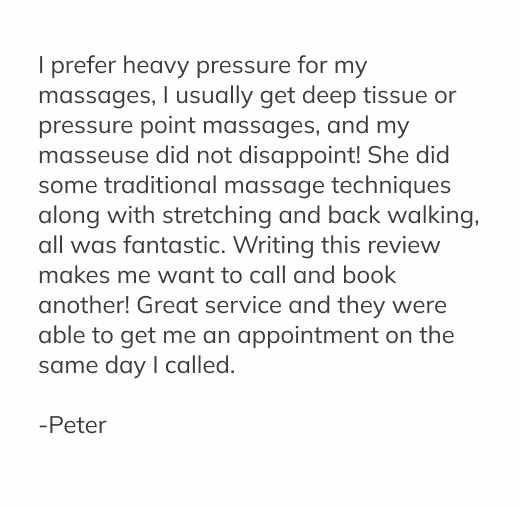 I prefer heavy pressure for my
massages, I usually get deep tissue or
pressure point massages, and my
masseuse did not disappoint! She did
some traditional massage techniques
along with stretching and back walking,
all was fantastic. Writing this review
makes me want to call and book
another! Great service and they were
able to get me an appointment on the
same day I called.
-Peter